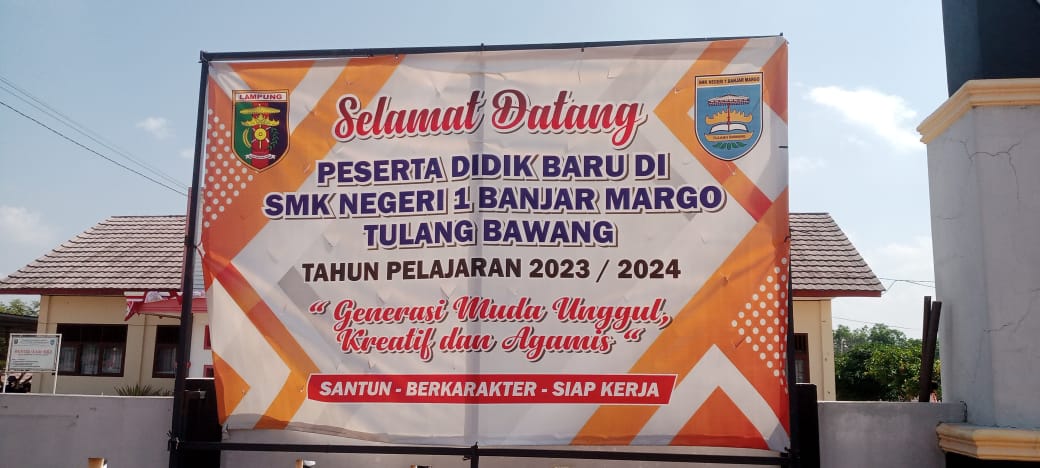 LAMPUNG
SMK NEGERI 1 BANJAR MARGO
Selamat Datang
PESERTA DIDIK BARU DI
SMK NEGERI 1 BANJAR MARGO
TULANG BAWANG
TAHUN PELAJARAN 2023 / 2024
“ Generasi Muda Unggul,
Kreatif dan Agamis “
SANTUN - BERKARAKTER - SIAP KERJA